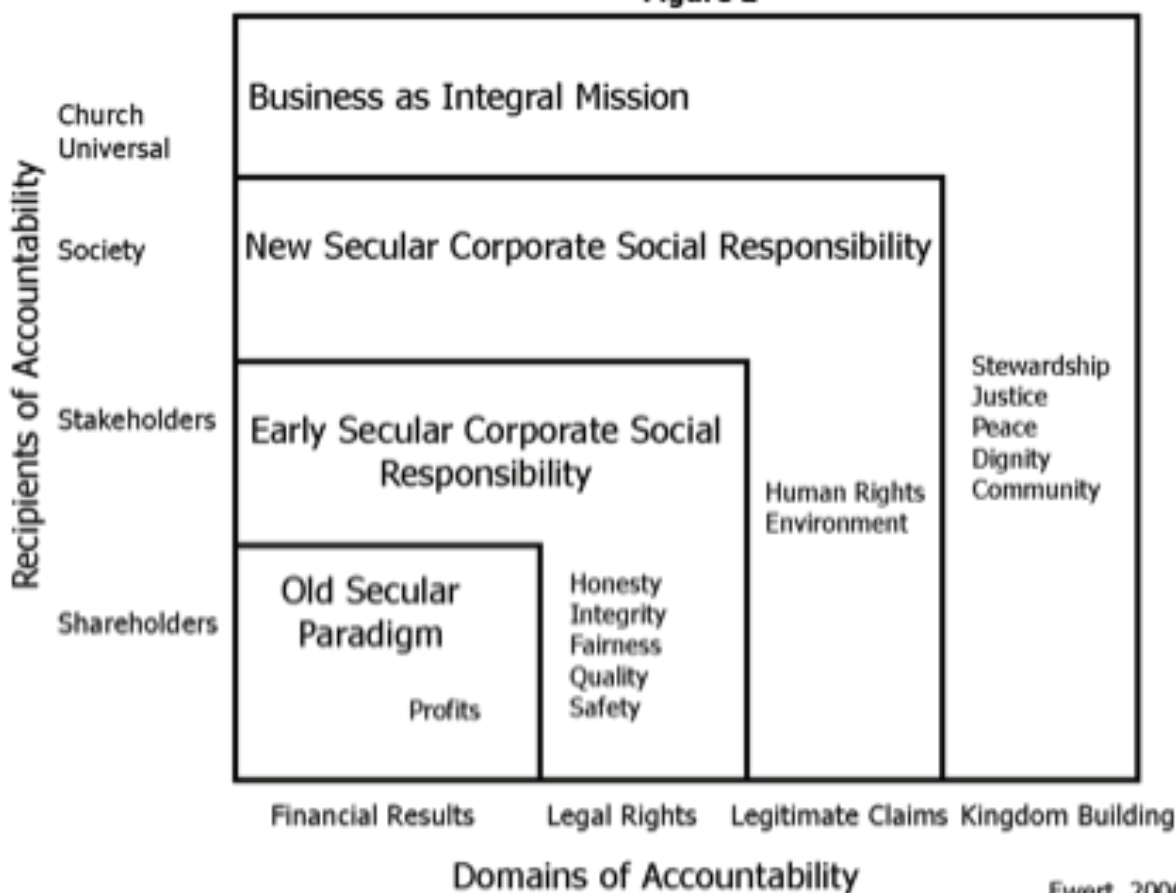 Business as Integral Mission
Church
Universal
New Secular Corporate Social Responsibility
Society
Stewardship
Justice
Peace
Dignity
Community
Recipients of Accountability
Stakeholders
Early Secular Corporate Social
Responsibility
Human Rights
Environment
Old Secular
Paradigm
Honesty
Integrity
Fairness
Quality
Safety
Shareholders
Profits
Financial Results
Legal Rights
Legitimate Claims
Kingdom Building
Domains of Accountability
Ewert,